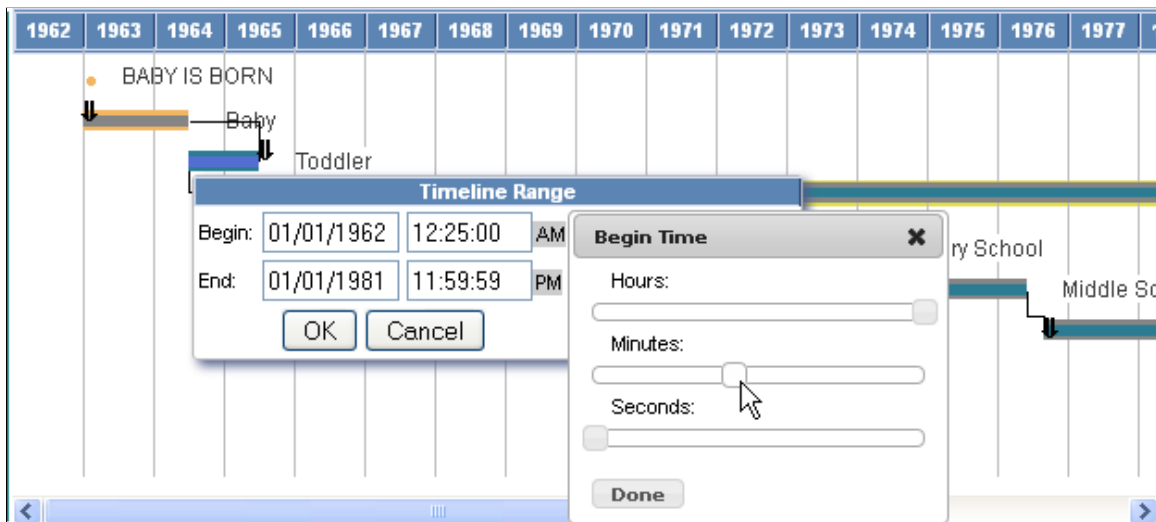 1962 1963 1964 1965 1966 1967 1968 1969 1970 1971 1972 1973 1974 1975 1976 1977
BABY IS BORN
Baby
Toddler
Timeline Range
Begin: 01/01/1962 12:25:00 AM
End: 01/01/1981 11:59:59 PM
OK Cancel
Begin Time
Hours:
Minutes:
Seconds:
Done
ry School
Middle Sc